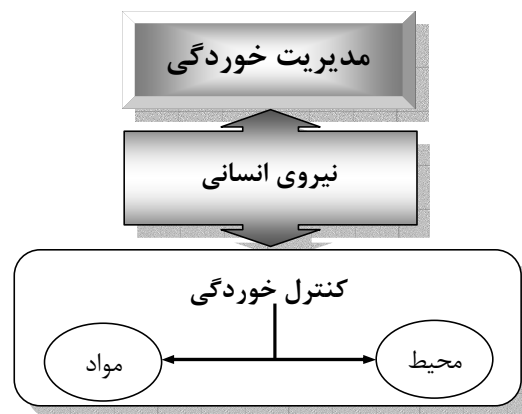 مدیریت خوردگی
نیروی انسانی
کنترل خوردگی
محیط
مواد